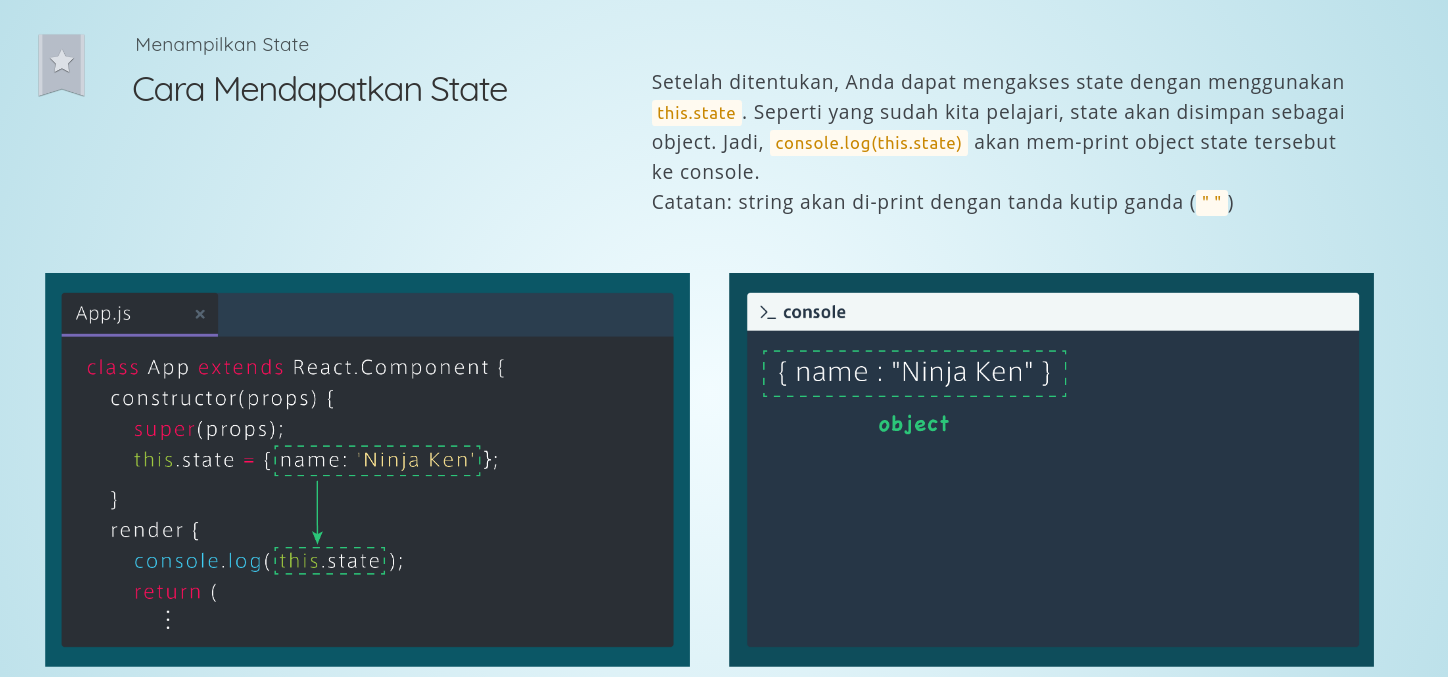 Menampilkan State
Cara Mendapatkan State
Setelah ditentukan, Anda dapat mengakses state dengan menggunakan
this.state . Seperti yang sudah kita pelajari, state akan disimpan sebagai
object. Jadi, console.log(this.state) akan mem-print object state tersebut
ke console.
Catatan: string akan di-print dengan tanda kutip ganda ( " " )
App.js ×
class App extends React.Component {
constructor(props) {
super(props);
this.state = { name: 'Ninja Ken' };
}
render {
console.log( this.state );
return (
⋮
>_ console
{ name : "Ninja Ken" }
object